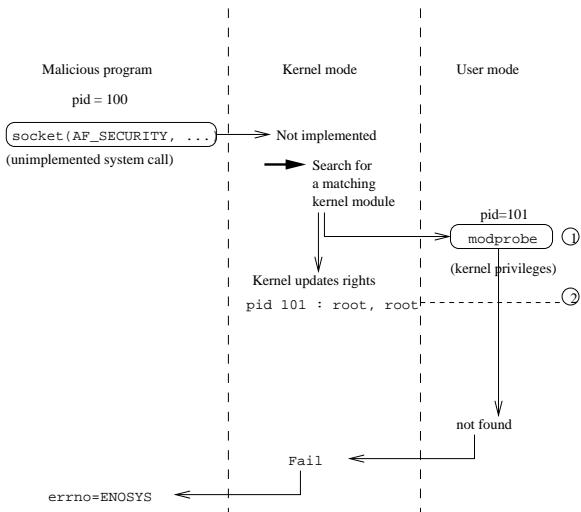 Malicious program
Kernel mode
User mode
pid = 100
socket(AF_SECURITY, ...)
Not implemented
(unimplemented system call)
Search for
a matching
kernel module
pid=101
modprobe
1
(kernel privileges)
Kernel updates rights
pid 101 : root, root
2
not found
Fail
errno=ENOSYS